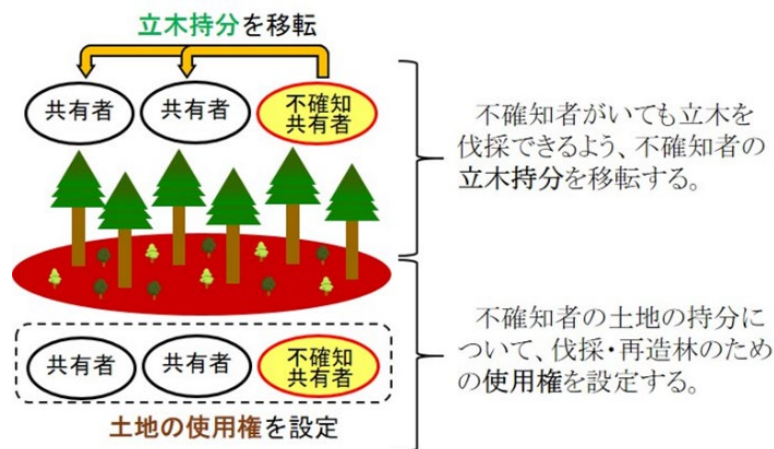 立木持分を移転
共有者
共有者
不確知
共有者
不確知者がいても立木を
伐採できるよう、不確知者の
立木持分を移転する。
共有者
共有者
不確知
共有者
土地の使用権を設定
不確知者の土地の持分に
ついて、伐採・再造林のため
の使用権を設定する。